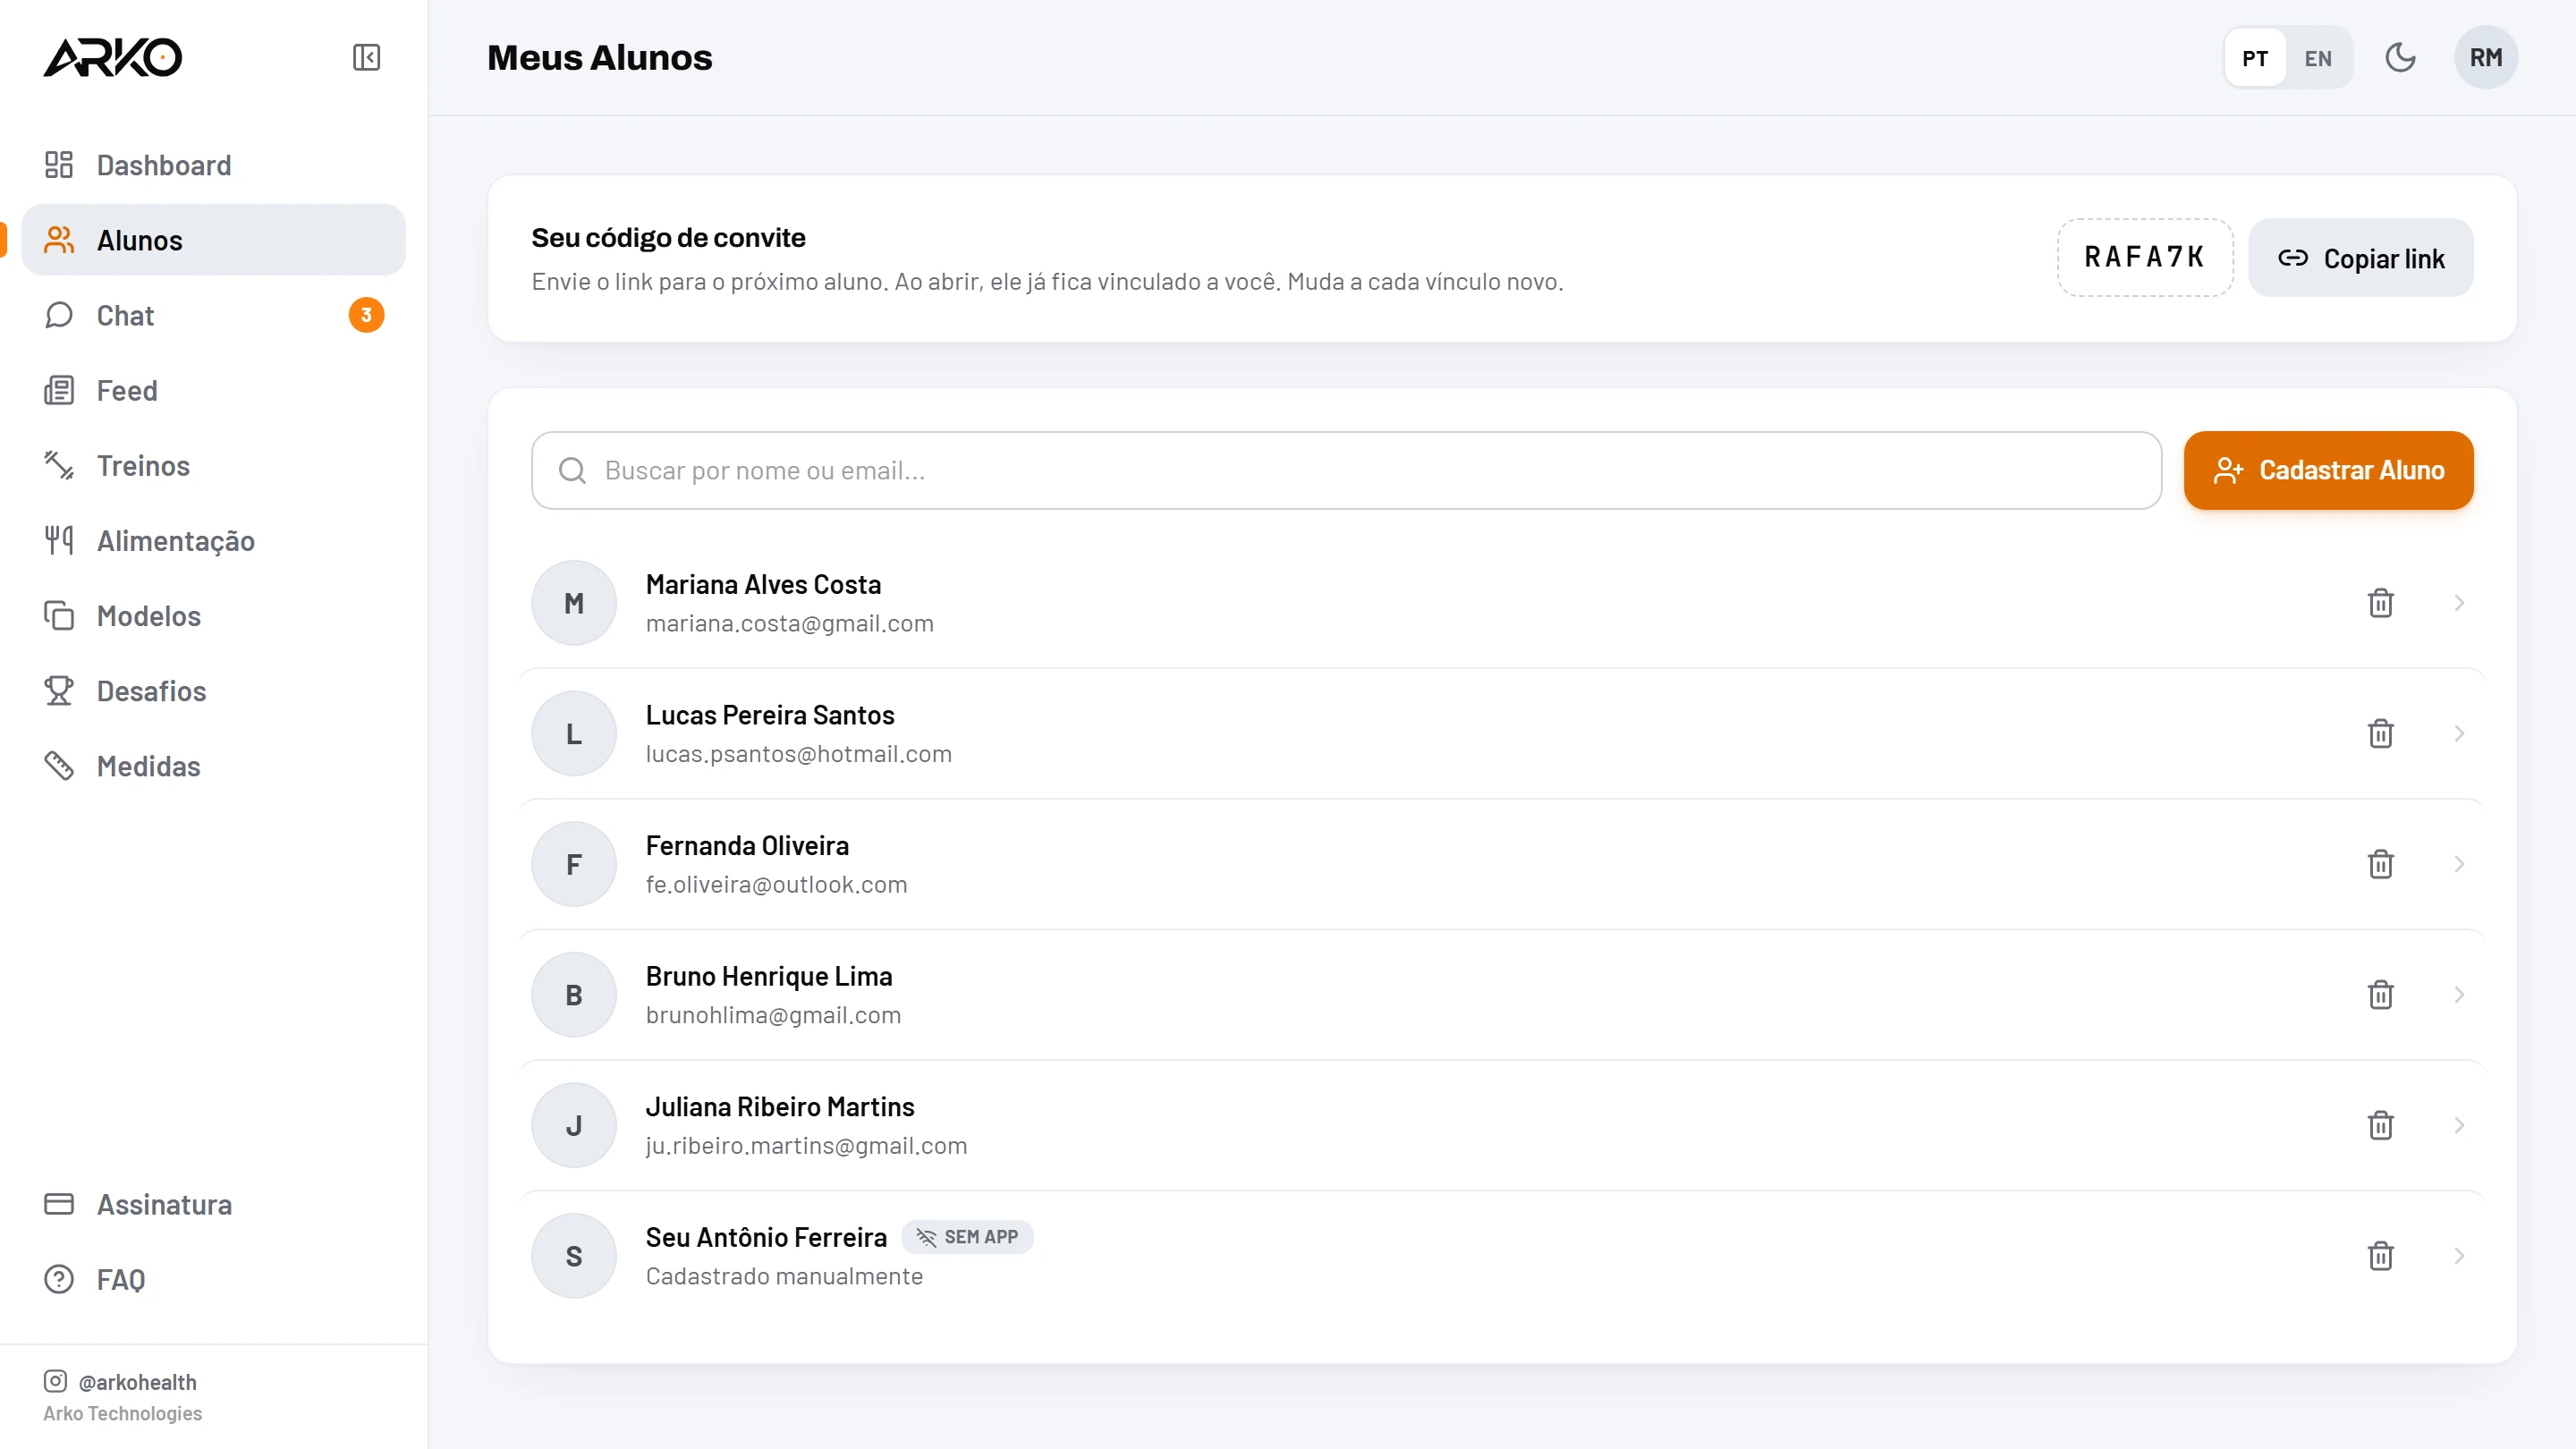 ARKO
Dashboard
Alunos
Chat
3
Feed
Treinos
Alimentação
Modelos
Desafios
Medidas
Assinatura
FAQ
@arkohealth
Arko Technologies
Meus Alunos
PT
EN
RM
Seu código de convite
Envie o link para o próximo aluno. Ao abrir, ele já fica vinculado a você. Muda a cada vínculo novo.
RAFA7K
Copiar link
Buscar por nome ou email...
Cadastrar Aluno
M
Mariana Alves Costa
mariana.costa@gmail.com
L
Lucas Pereira Santos
lucas.psantos@hotmail.com
F
Fernanda Oliveira
fe.oliveira@outlook.com
B
Bruno Henrique Lima
brunohlima@gmail.com
J
Juliana Ribeiro Martins
ju.ribeiro.martins@gmail.com
S
Seu Antônio Ferreira
SEM APP
Cadastrado manualmente